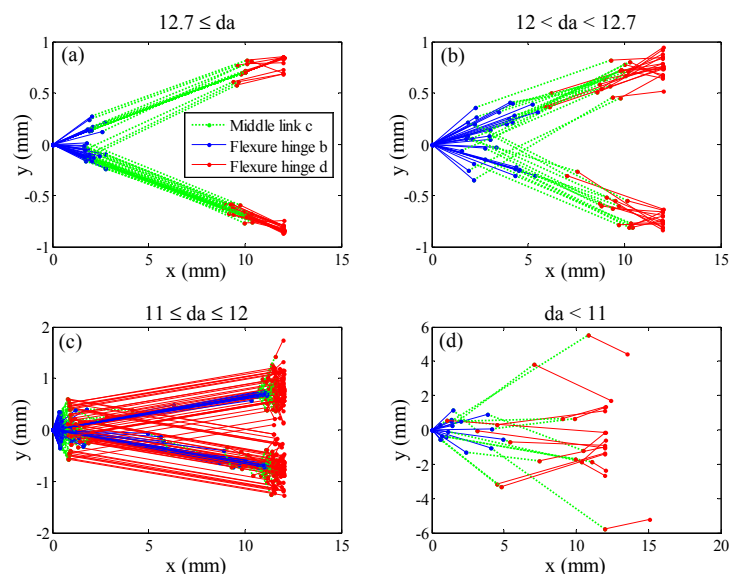 12.7 ≤ da
12 < da < 12.7
(a)
(b)
1
0.5
0
-0.5
-1
0
5
10
15
x (mm)
y (mm)
Middle link c
Flexure hinge b
Flexure hinge d
1
0.5
0
-0.5
-1
0
5
10
15
x (mm)
y (mm)
11 ≤ da ≤ 12
da < 11
(c)
(d)
2
1
0
-1
-2
0
5
10
15
x (mm)
y (mm)
6
4
2
0
-2
-4
-6
0
5
10
15
20
x (mm)
y (mm)